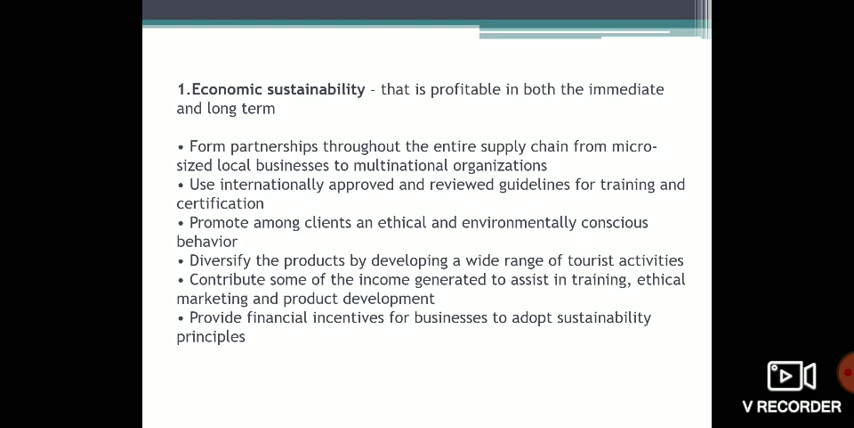 1.Economic sustainability – that is profitable in both the immediate
and long term
• Form partnerships throughout the entire supply chain from micro-
sized local businesses to multinational organizations
• Use internationally approved and reviewed guidelines for training and
certification
• Promote among clients an ethical and environmentally conscious
behavior
• Diversify the products by developing a wide range of tourist activities
• Contribute some of the income generated to assist in training, ethical
marketing and product development
• Provide financial incentives for businesses to adopt sustainability
principles
V RECORDER